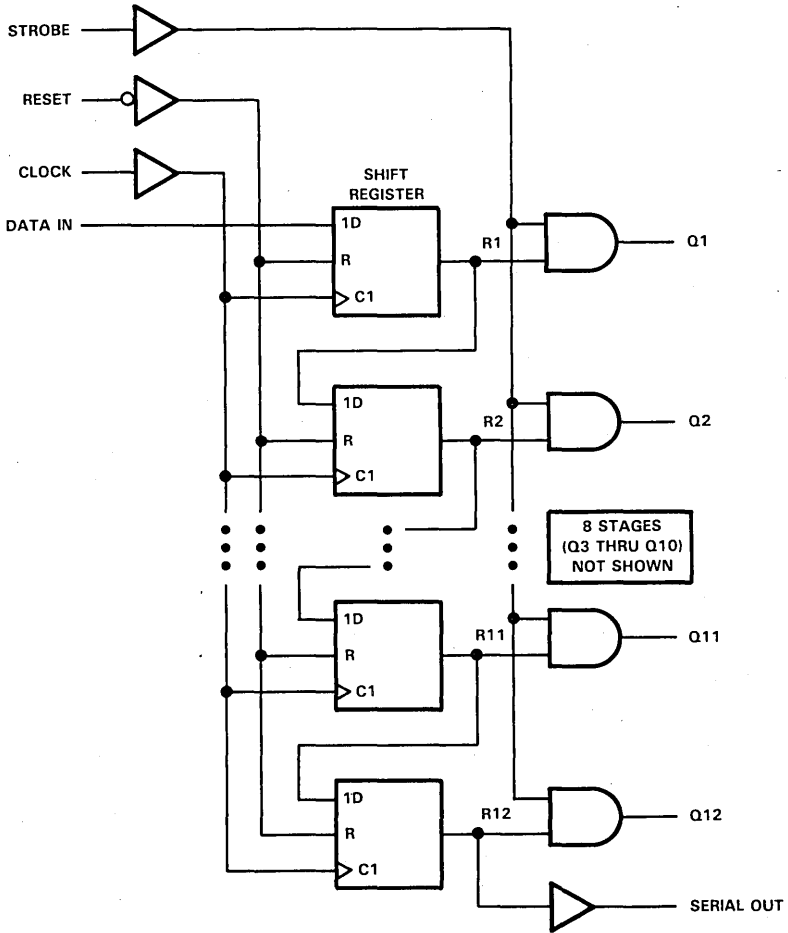 STROBE
RESET
CLOCK
DATA IN
SHIFT
REGISTER
1D
R
C1
R1
Q1
1D
R
C1
R2
Q2
8 STAGES
(Q3 THRU Q10)
NOT SHOWN
1D
R
C1
R11
Q11
1D
R
C1
R12
Q12
SERIAL OUT